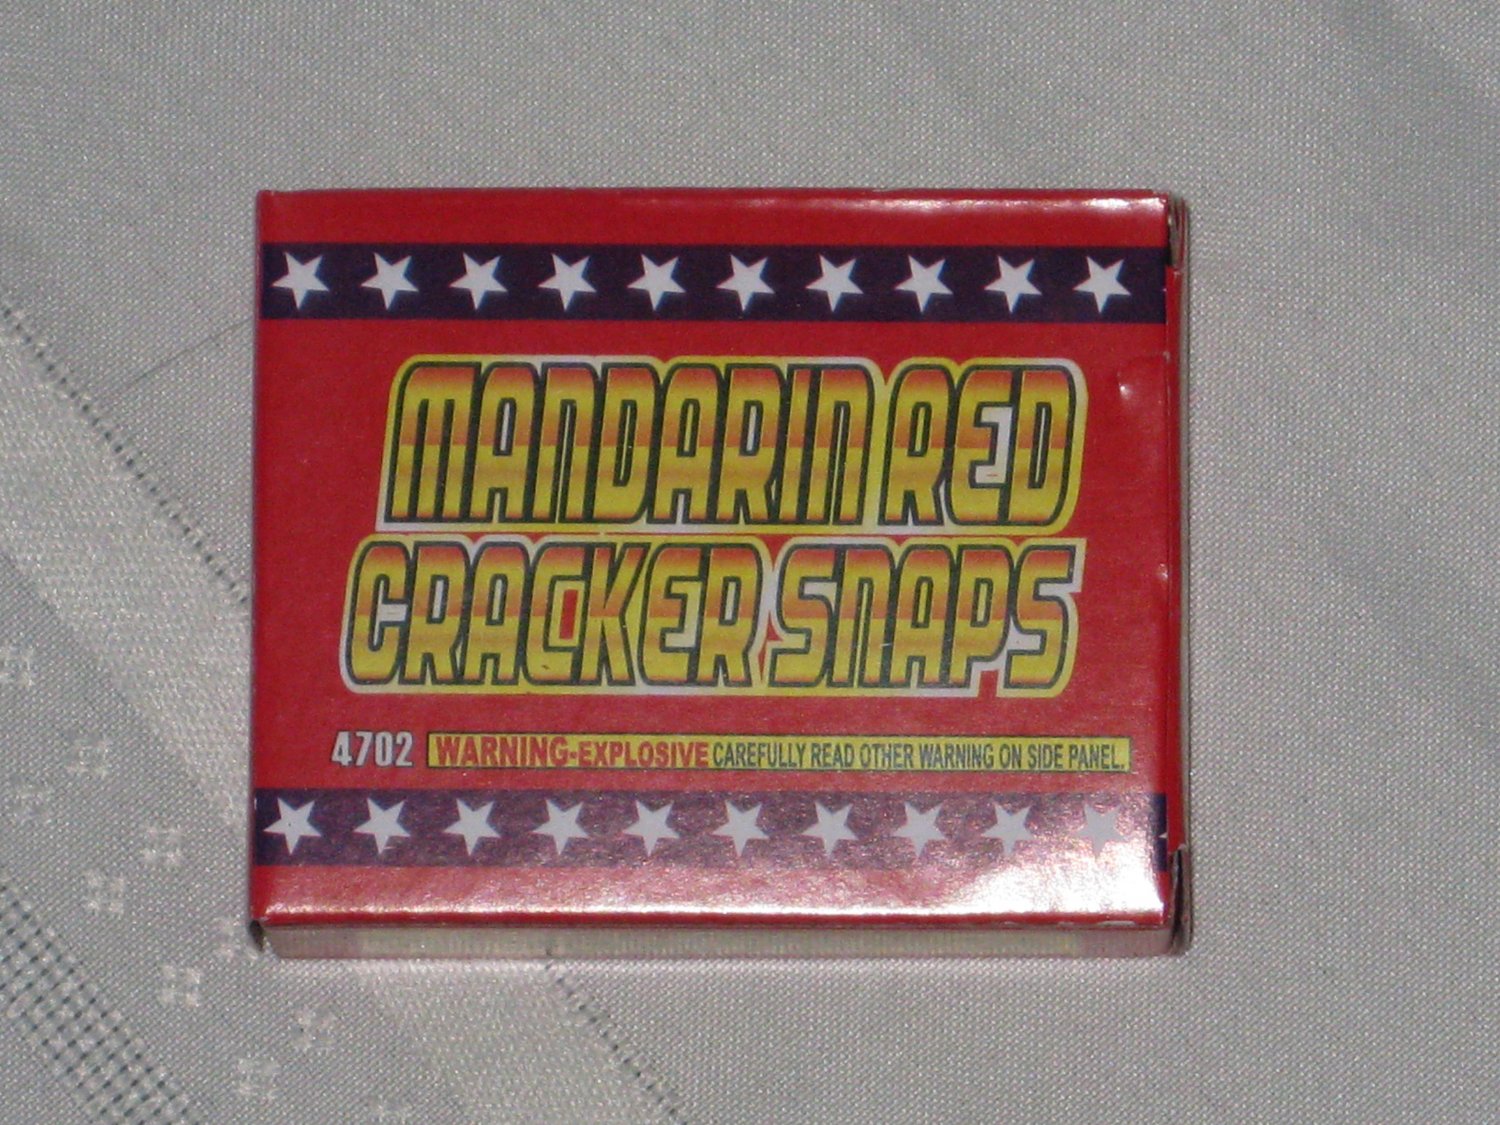 MANDARIN RED
CRACKER SNAPS
4702 WARNING-EXPLOSIVE CAREFULLY READ OTHER WARNING ON SIDE PANEL.